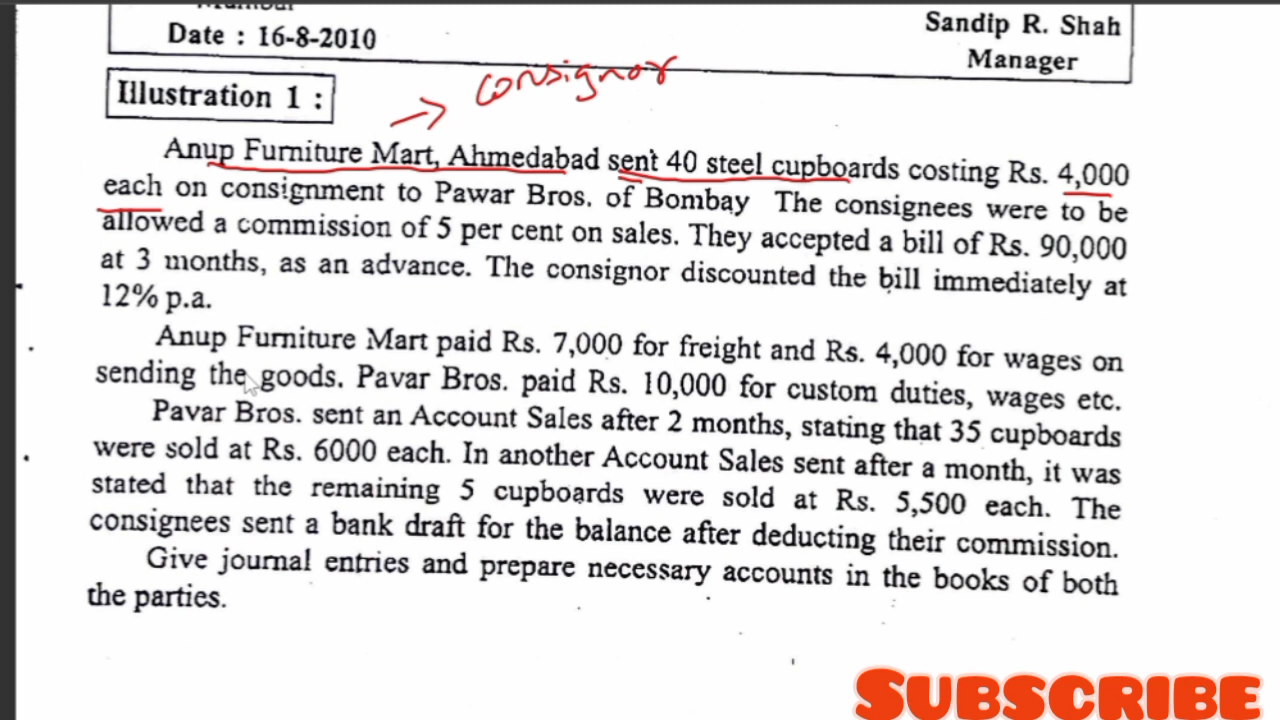 Date : 16-8-2010
Sandip R. Shah
Manager
consignor
Illustration 1 :
Anup Furniture Mart, Ahmedabad sent 40 steel cupboards costing Rs. 4,000
each on consignment to Pawar Bros. of Bombay The consignees were to be
allowed a commission of 5 per cent on sales. They accepted a bill of Rs. 90,000
at 3 months, as an advance. The consignor discounted the bill immediately at
12% p.a.
Anup Furniture Mart paid Rs. 7,000 for freight and Rs. 4,000 for wages on
sending the goods. Pavar Bros. paid Rs. 10,000 for custom duties, wages etc.
Pavar Bros. sent an Account Sales after 2 months, stating that 35 cupboards
were sold at Rs. 6000 each. In another Account Sales sent after a month, it was
stated that the remaining 5 cupboards were sold at Rs. 5,500 each. The
consignees sent a bank draft for the balance after deducting their commission.
Give journal entries and prepare necessary accounts in the books of both
the parties.
SUBSCRIBE